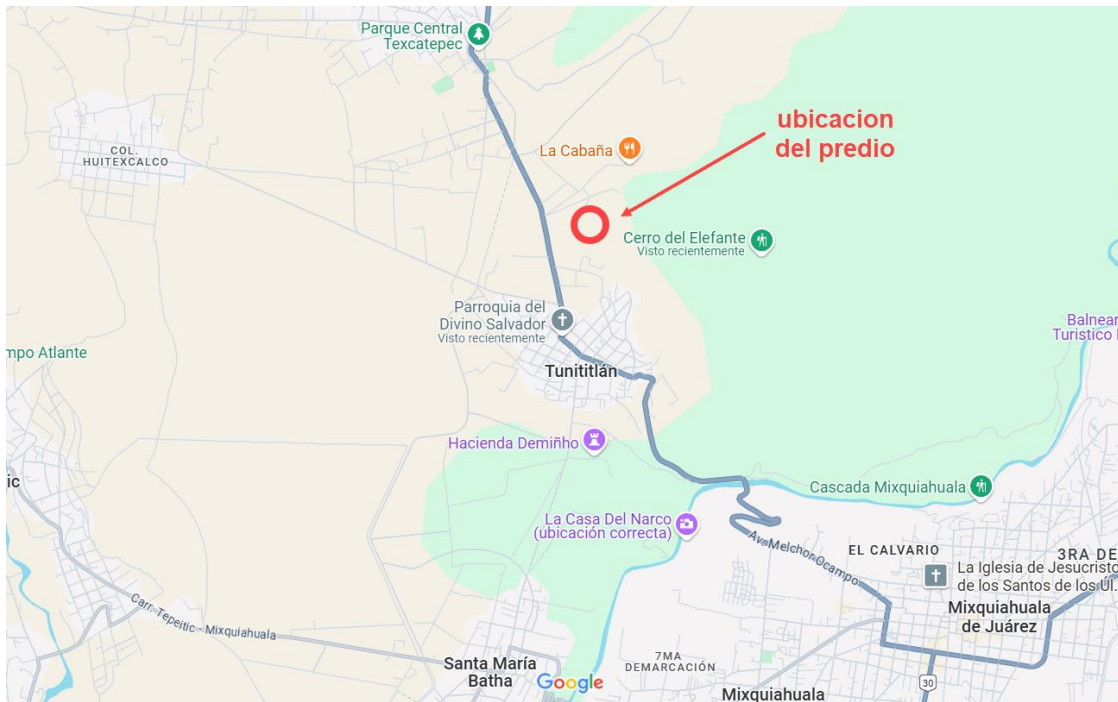 Parque Central
Texcatepec
COL.
HUITEXCALCO
La Cabaña
ubicacion
del predio
Cerro del Elefante
Visto recientemente
Parroquia del
Divino Salvador
Visto recientemente
Balnear
Turistico
mpo Atlante
Tunititlán
Hacienda Demiñho
ic
Cascada Mixquiahuala
La Casa Del Narco
(ubicación correcta)
Av. Melchor Ocampo
EL CALVARIO
3RA DE
La Iglesia de Jesucristo
de los Santos de los Úl...
Mixquiahuala
de Juárez
Carr. Tepeitic - Mixquiahuala
Santa María
Batha
7MA
DEMARCACIÓN
30
Google
Mixquiahuala